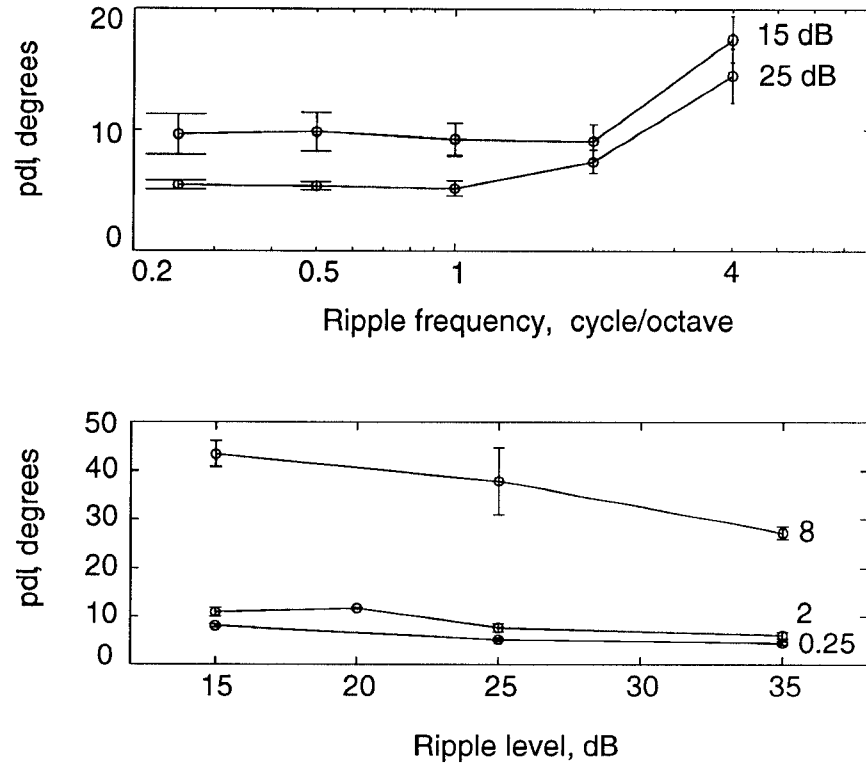 20
15 dB
25 dB
10
0
pdl, degrees
0.2 0.5 1 4
Ripple frequency, cycle/octave
50
40
30
20
10
0
pdl, degrees
8
2
0.25
15 20 25 30 35
Ripple level, dB